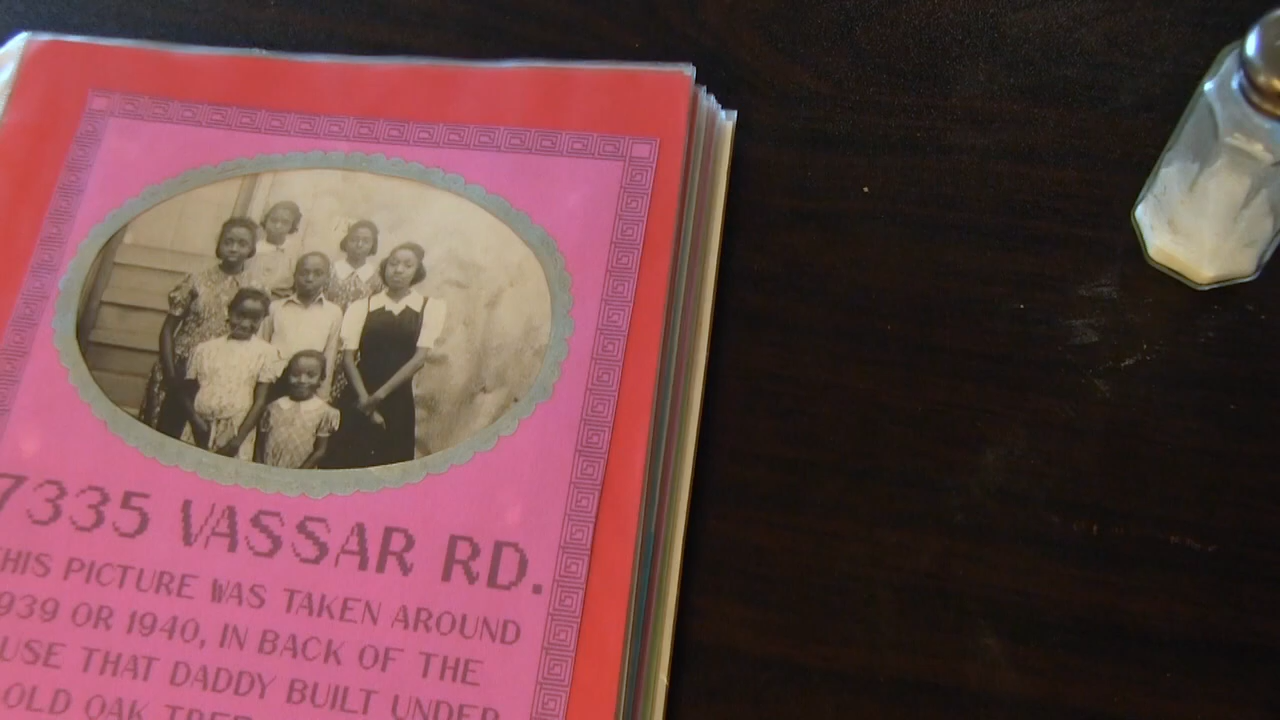 7335 VASSAR RD.
HIS PICTURE WAS TAKEN AROUND
939 OR 1940, IN BACK OF THE
USE THAT DADDY BUILT UNDER
OLD OAK TREE